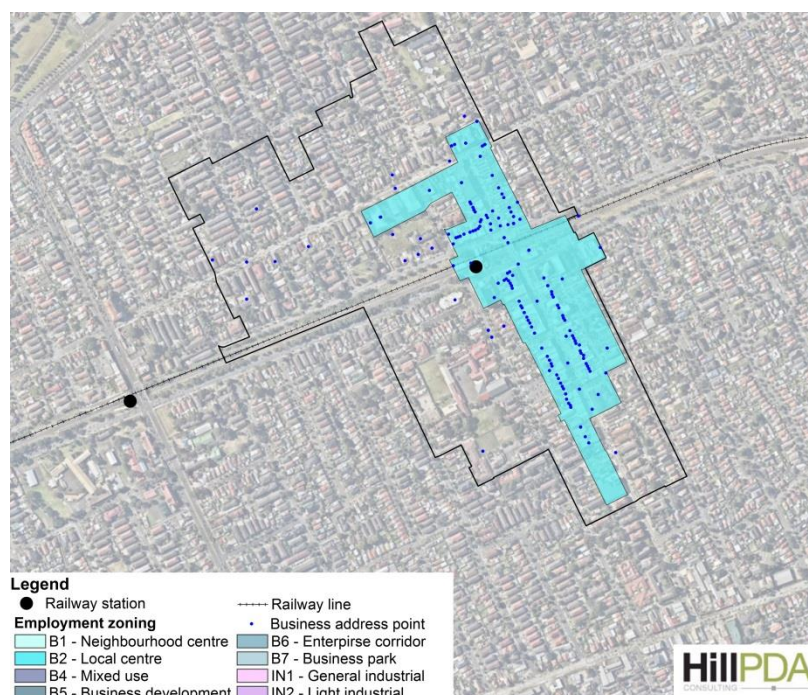 Legend
Railway station
Railway line
Employment zoning
Business address point
B1 - Neighbourhood centre
B6 - Enterpirse corridor
B2 - Local centre
B7 - Business park
B4 - Mixed use
IN1 - General industrial
B5 - Business development
IN2 - Light industrial
HillPDA
CONSULTING